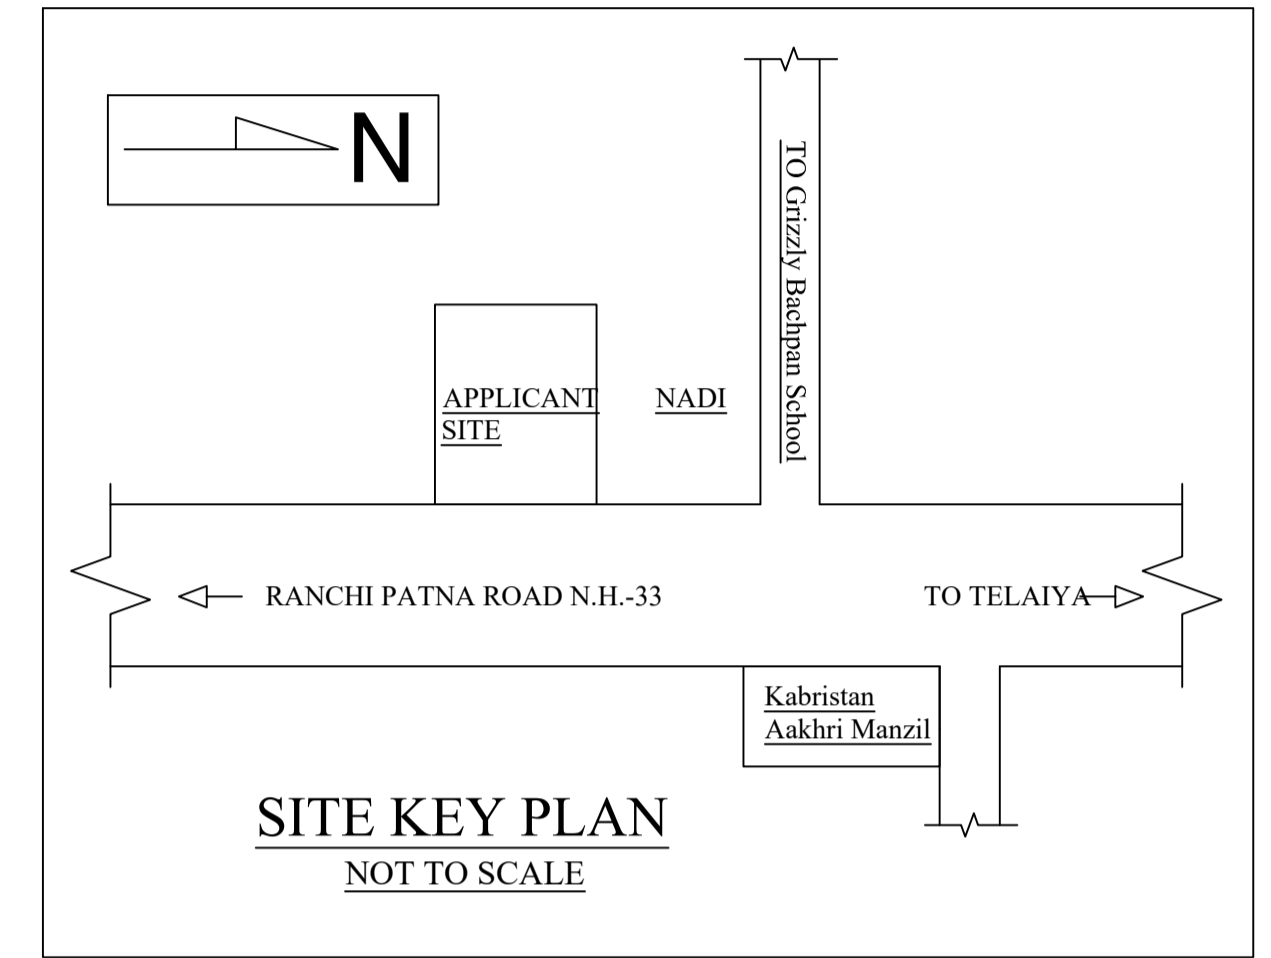 N
TO Grizzly Bachpan School
APPLICANT
SITE
NADI
RANCHI PATNA ROAD N.H.-33
TO TELAIYA
Kabristan
Aakhri Manzil
SITE KEY PLAN
NOT TO SCALE